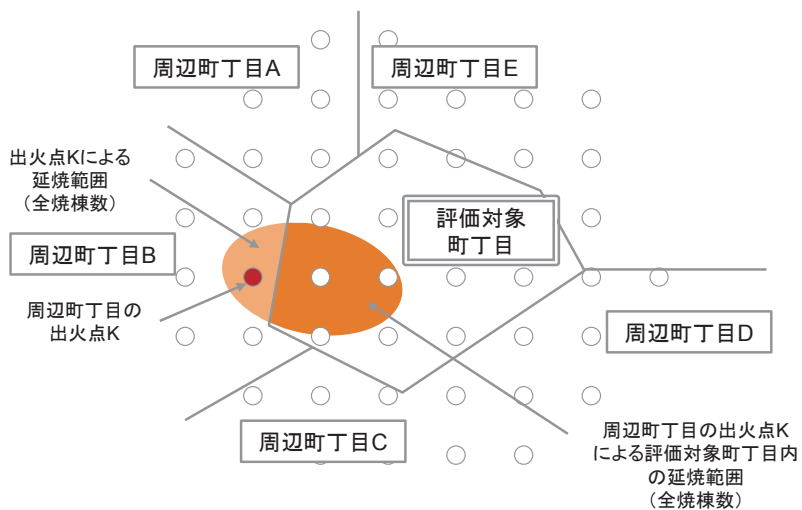 周辺町丁目A
周辺町丁目E
出火点Kによる
延焼範囲
（全焼棟数）
評価対象
町丁目
周辺町丁目B
周辺町丁目の
出火点K
周辺町丁目D
周辺町丁目C
周辺町丁目の出火点K
による評価対象町丁目内
の延焼範囲
（全焼棟数）